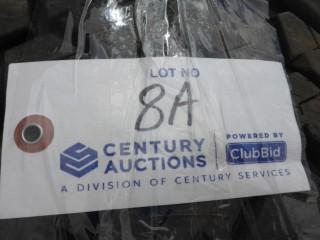 LOT NO
8A
CENTURY
AUCTIONS
POWERED BY
ClubBid
A DIVISION OF CENTURY SERVICES